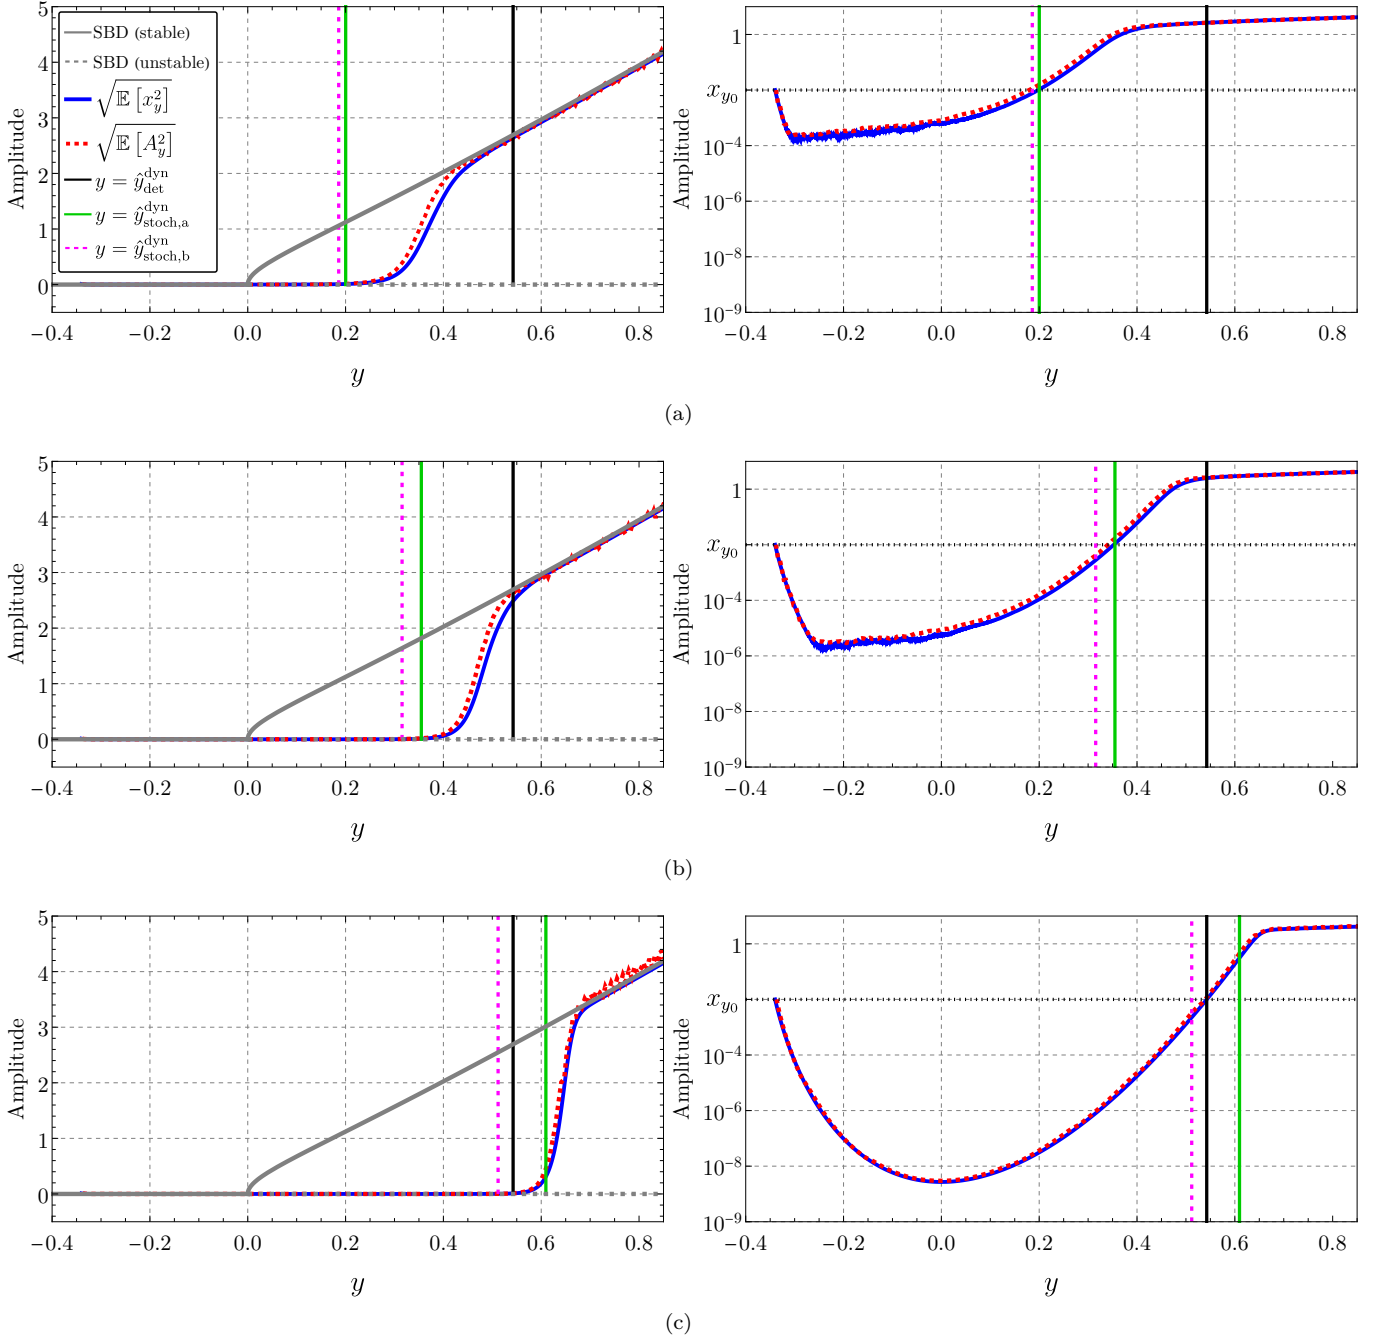 Amplitude
5
4
3
2
1
0
SBD (stable)
SBD (unstable)
√𝔼 [x_y^2]
√𝔼 [A_y^2]
y = ŷ_det^dyn
y = ŷ_stoch,a^dyn
y = ŷ_stoch,b^dyn
−0.4 −0.2 0.0 0.2 0.4 0.6 0.8
y
Amplitude
1
x_{y_0}
10^−4
10^−6
10^−8
10^−9
−0.4 −0.2 0.0 0.2 0.4 0.6 0.8
y
(a)
Amplitude
5
4
3
2
1
0
−0.4 −0.2 0.0 0.2 0.4 0.6 0.8
y
Amplitude
1
x_{y_0}
10^−4
10^−6
10^−8
10^−9
−0.4 −0.2 0.0 0.2 0.4 0.6 0.8
y
(b)
Amplitude
5
4
3
2
1
0
−0.4 −0.2 0.0 0.2 0.4 0.6 0.8
y
Amplitude
1
x_{y_0}
10^−4
10^−6
10^−8
10^−9
−0.4 −0.2 0.0 0.2 0.4 0.6 0.8
y
(c)